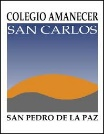 COLEGIO AMANECER
SAN CARLOS
SAN PEDRO DE LA PAZ